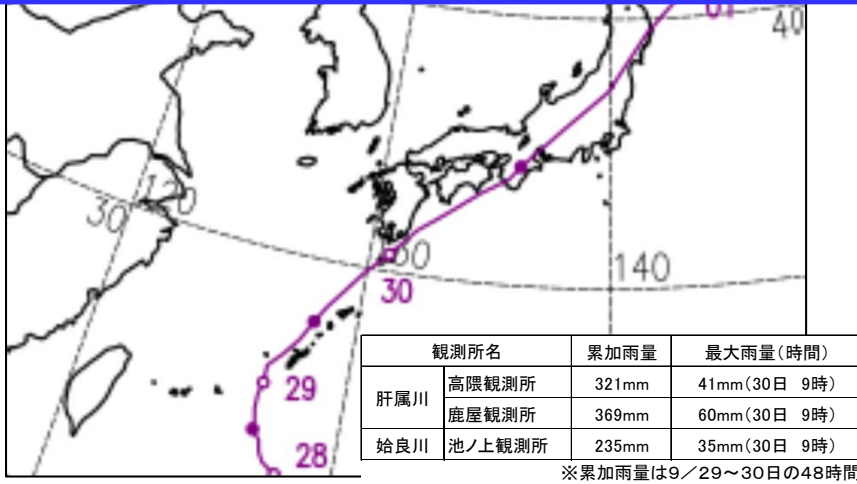 01
40
120
30
130
140
30
29
28
観測所名 累加雨量 最大雨量(時間)
肝属川 高隈観測所 321mm 41mm(30日 9時)
鹿屋観測所 369mm 60mm(30日 9時)
姶良川 池ノ上観測所 235mm 35mm(30日 9時)
※累加雨量は9/29~30日の48時間